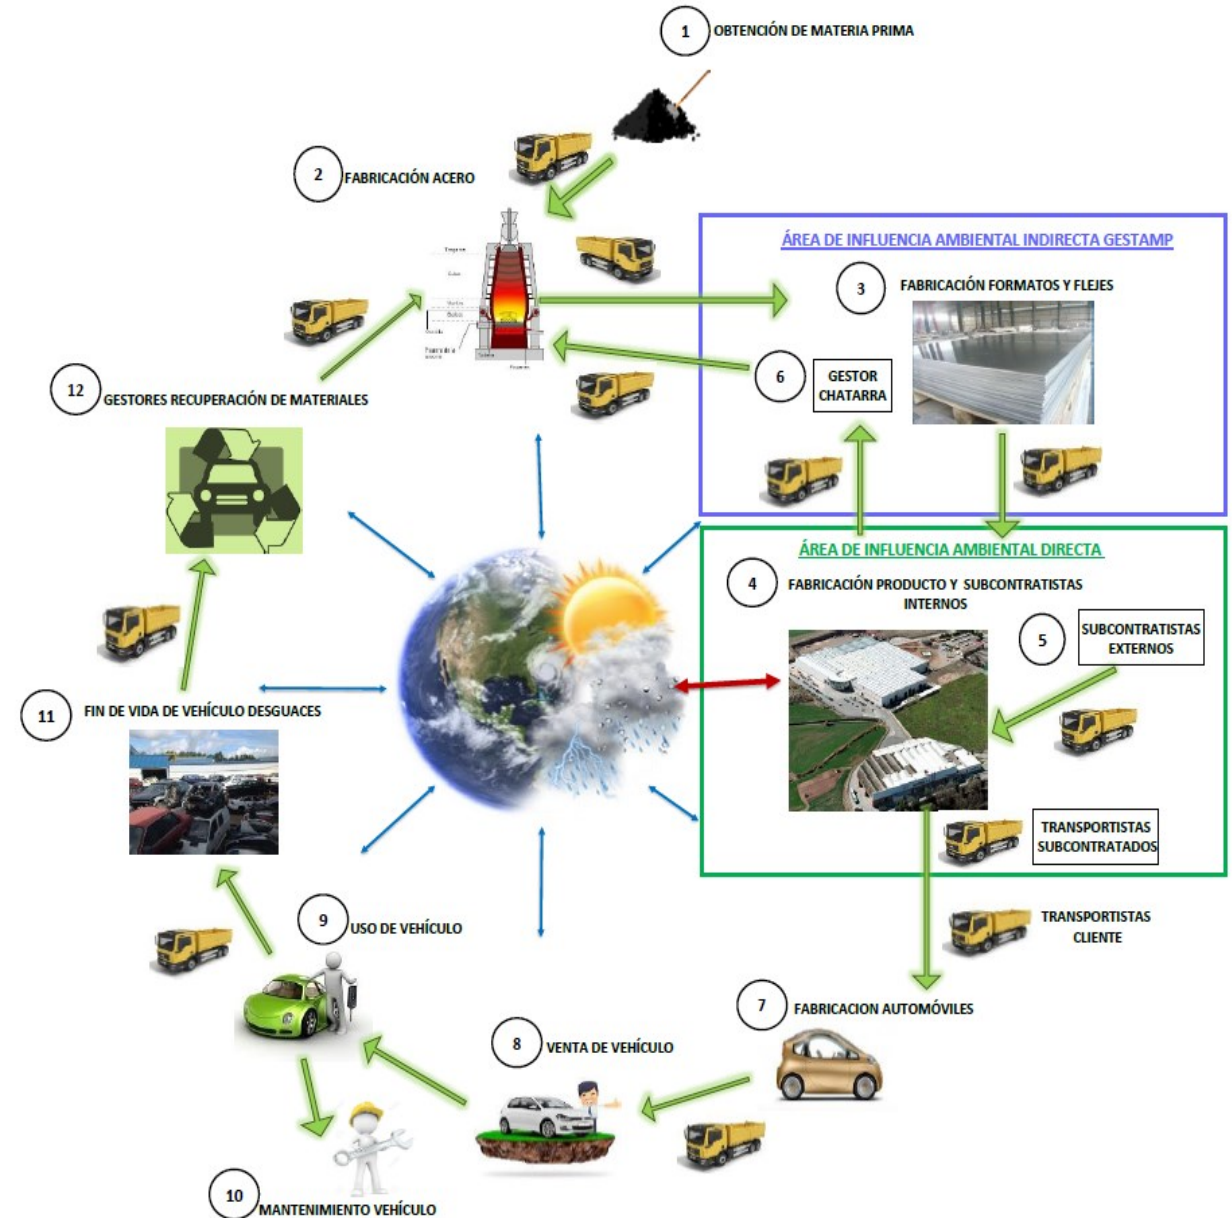 1
OBTENCIÓN DE MATERIA PRIMA
2
FABRICACIÓN ACERO
ÁREA DE INFLUENCIA AMBIENTAL INDIRECTA GESTAMP
3
FABRICACIÓN FORMATOS Y FLEJES
6
GESTOR
CHATARRA
12
GESTORES RECUPERACIÓN DE MATERIALES
ÁREA DE INFLUENCIA AMBIENTAL DIRECTA
4
FABRICACIÓN PRODUCTO Y SUBCONTRATISTAS
INTERNOS
5
SUBCONTRATISTAS
EXTERNOS
11
FIN DE VIDA DE VEHÍCULO DESGUACES
TRANSPORTISTAS
SUBCONTRATADOS
9
USO DE VEHÍCULO
TRANSPORTISTAS
CLIENTE
7
FABRICACION AUTOMÓVILES
8
VENTA DE VEHÍCULO
10
MANTENIMIENTO VEHÍCULO